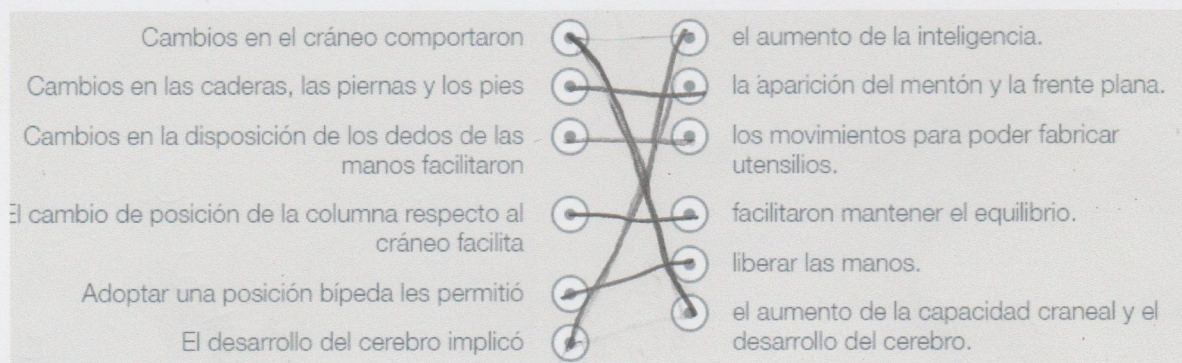 Cambios en el cráneo comportaron
el aumento de la inteligencia.
Cambios en las caderas, las piernas y los pies
la aparición del mentón y la frente plana.
Cambios en la disposición de los dedos de las
manos facilitaron
los movimientos para poder fabricar
utensilios.
El cambio de posición de la columna respecto al
cráneo facilita
facilitaron mantener el equilibrio.
liberar las manos.
Adoptar una posición bípeda les permitió
el aumento de la capacidad craneal y el
desarrollo del cerebro.
El desarrollo del cerebro implicó